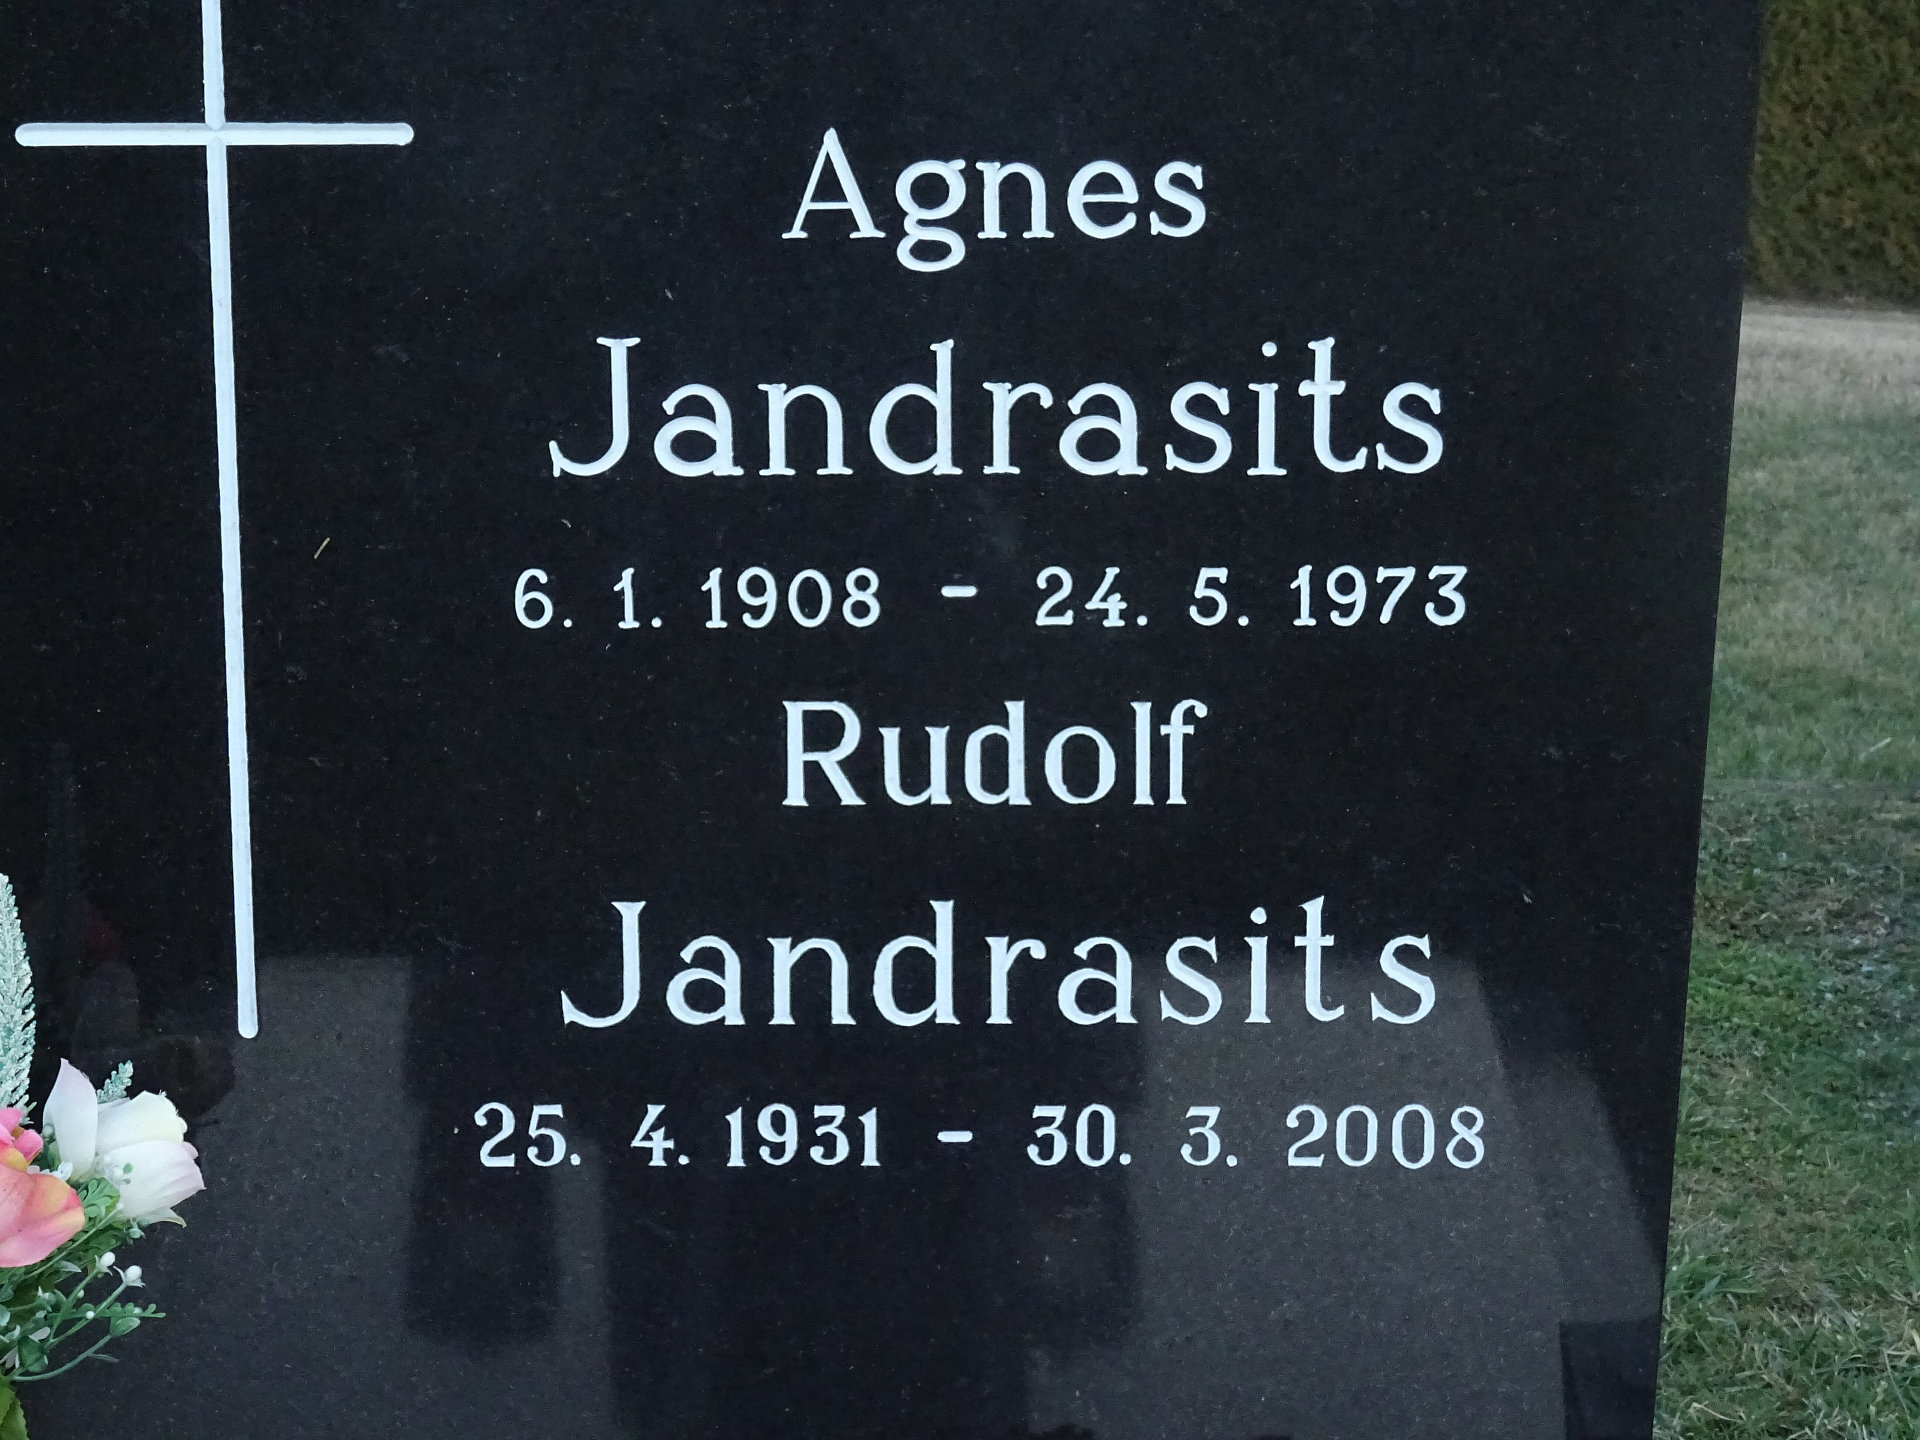 Agnes
Jandrasits
6. 1. 1908 - 24. 5. 1973
Rudolf
Jandrasits
25. 4. 1931 - 30. 3. 2008